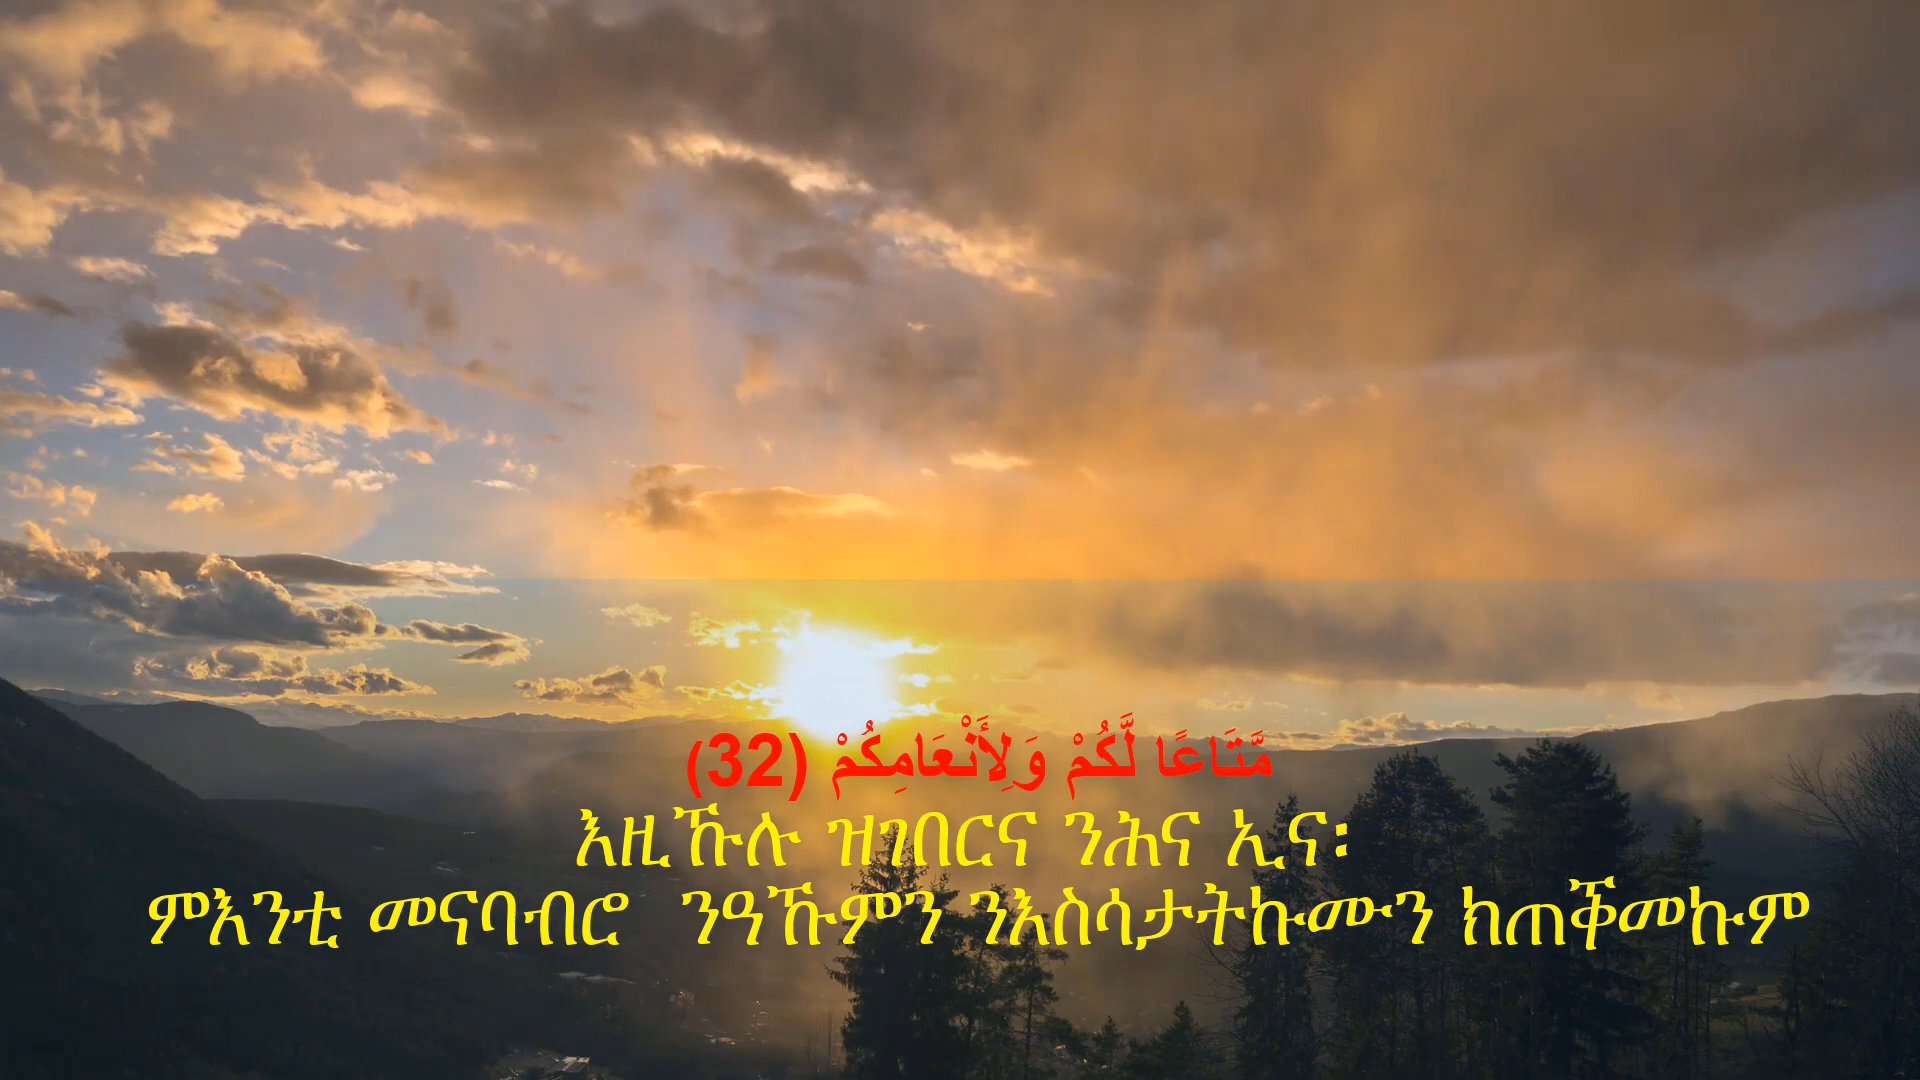 مَّتَاعًا لَّكُمْ وَلِأَنْعَامِكُمْ (32)
እዚኹሉ ዝገበርና ንሕና ኢና፡
ምእንቲ መናባብሮ ንዓኹምን ንእስሳታትኩሙን ክጠቕመኩም